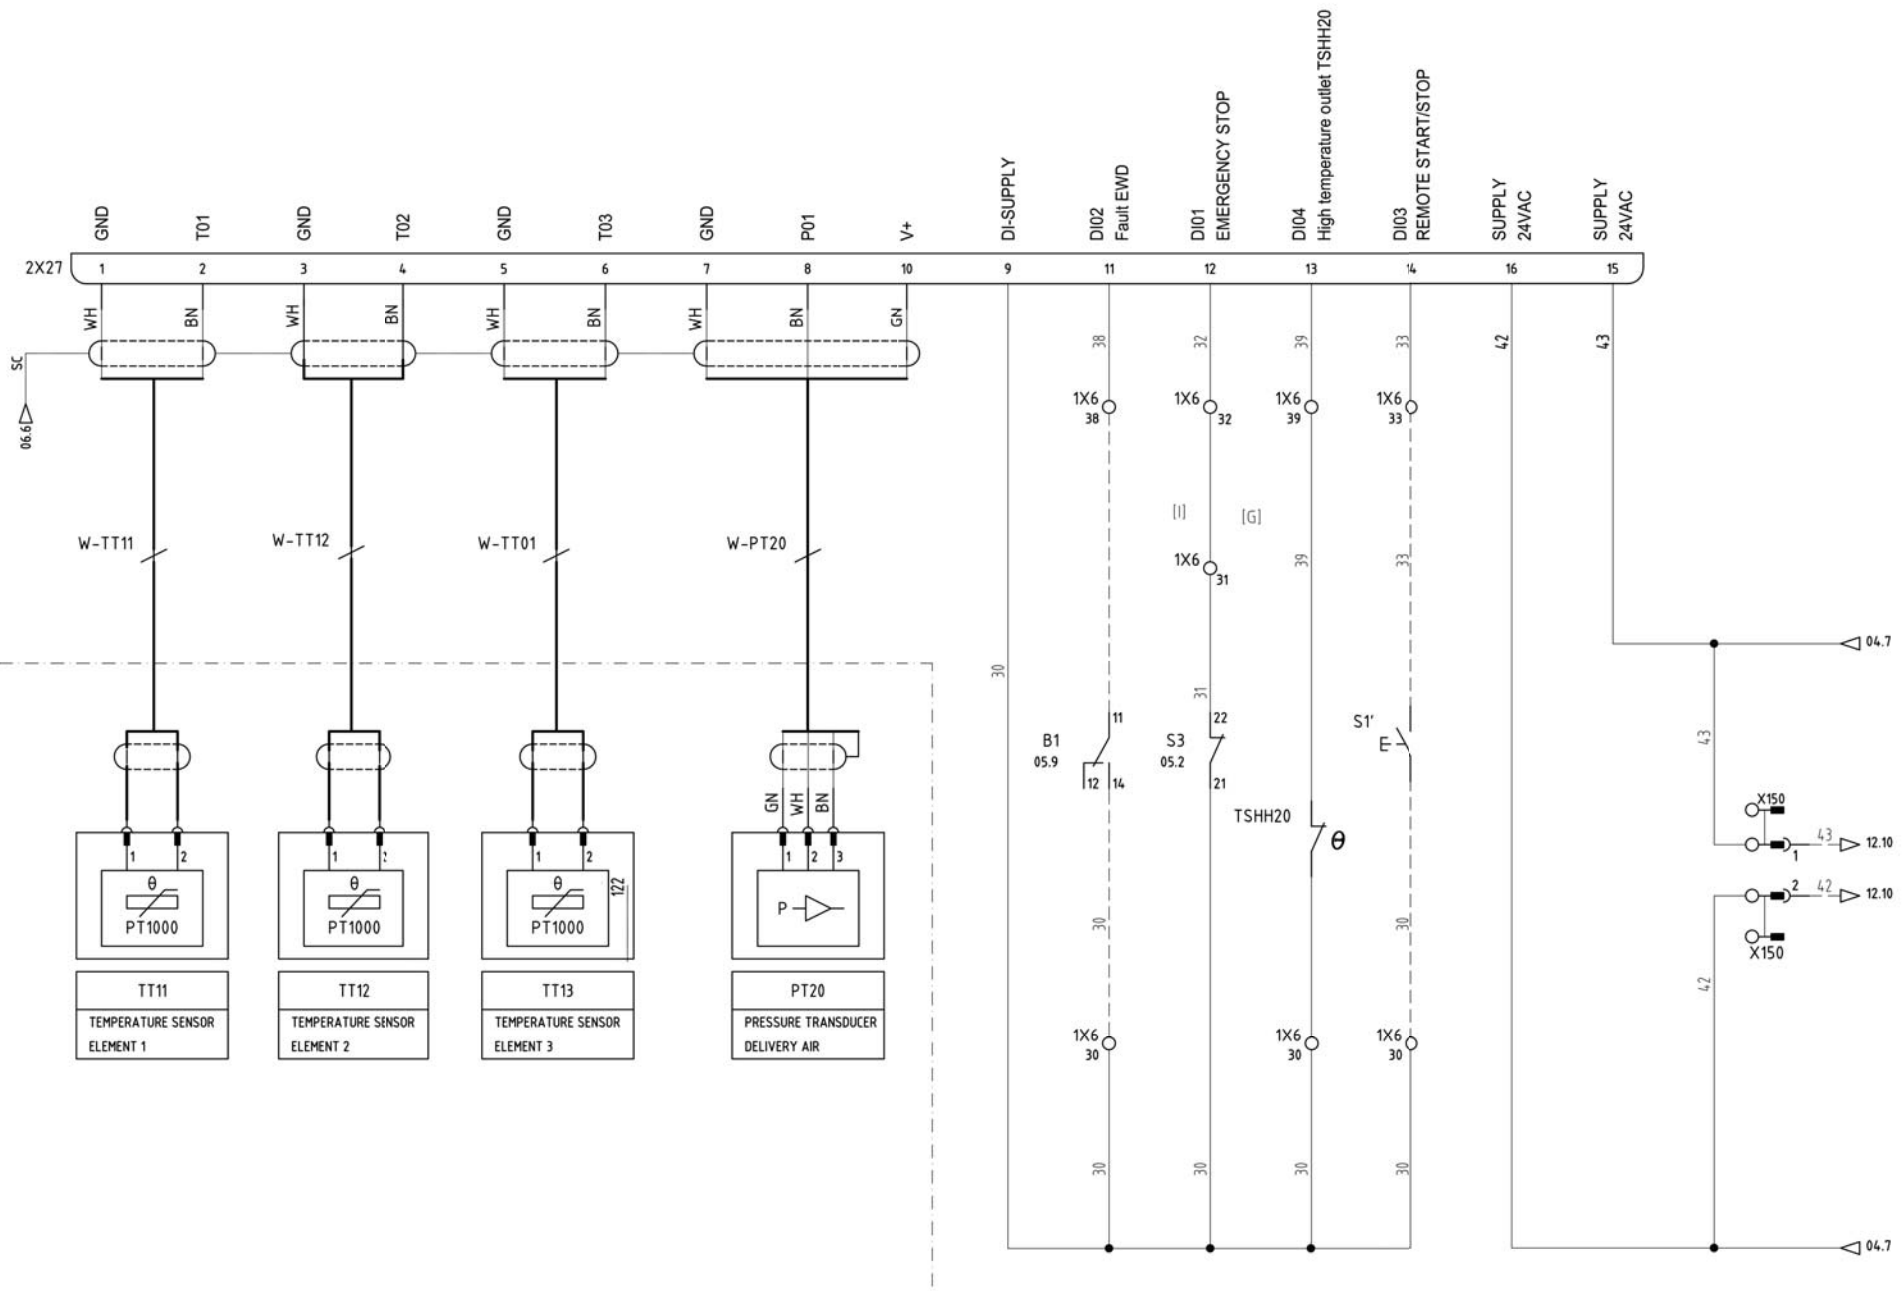 GND
T01
GND
T02
GND
T03
GND
P01
V+
DI-SUPPLY
DI02
Fault EWD
DI01
EMERGENCY STOP
DI04
High temperature outlet TSHH20
DI03
REMOTE START/STOP
SUPPLY
24VAC
SUPPLY
24VAC
2X27
1 2 3 4 5 6 7 8 10 9 11 12 13 14 16 15
WH BN WH BN WH BN WH BN GN
38 32 39 33 42 43
SC
06.6
1X6
38
1X6
32
1X6
39
1X6
33
[I]
[G]
W-TT11
W-TT12
W-TT01
W-PT20
1X6
31
39
33
30
31
04.7
B1
05.9
11
12
14
S3
05.2
22
21
S1'
43
TSHH20
θ
GN
WH
BN
X150
43
12.10
1
2
42
12.10
X150
1 2
θ
PT1000
1 2
θ
PT1000
1 2
θ
PT1000
122
1 2 3
P
30
30
42
TT11
TEMPERATURE SENSOR
ELEMENT 1
TT12
TEMPERATURE SENSOR
ELEMENT 2
TT13
TEMPERATURE SENSOR
ELEMENT 3
PT20
PRESSURE TRANSDUCER
DELIVERY AIR
1X6
30
1X6
30
1X6
30
30
30
30
30
04.7